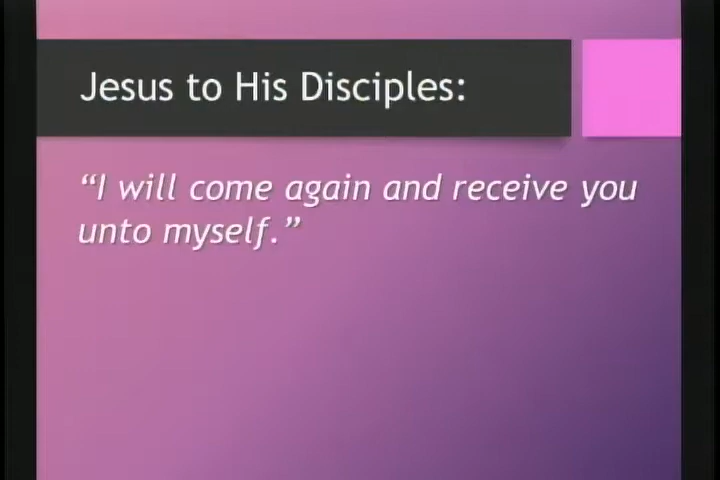 Jesus to His Disciples:
“I will come again and receive you
unto myself.”